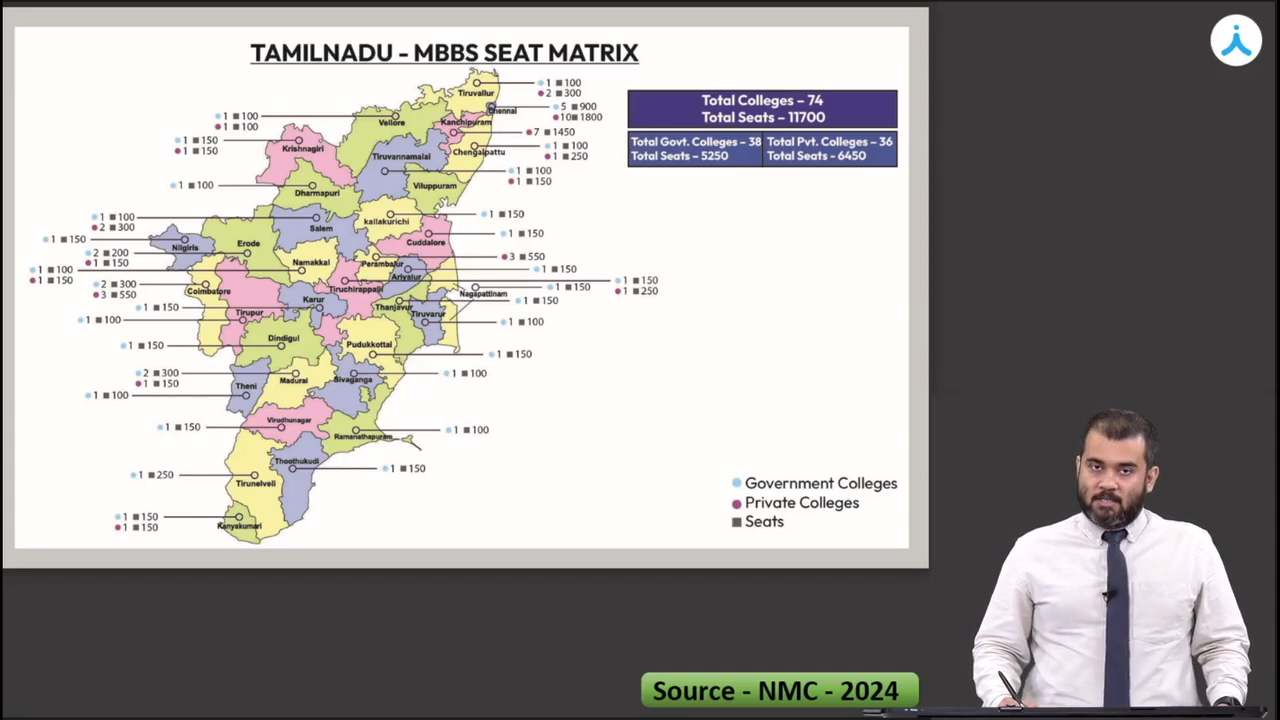 TAMILNADU - MBBS SEAT MATRIX
Total Colleges – 74
Total Seats - 11700
Total Govt. Colleges – 38
Total Seats – 5250
Total Pvt. Colleges – 36
Total Seats - 6450
1 100
2 300
Tiruvallur
5 900
10 1800
Chennai
1 100
1 100
Vellore
Kanchipuram
7 1450
1 150
1 150
Krishnagiri
Chengalpattu
1 100
1 250
Tiruvannamalai
1 100
1 150
1 100
Dharmapuri
Viluppuram
1 100
2 300
Salem
kallakurichi
1 150
1 150
Nilgiris
Erode
Cuddalore
1 150
2 200
1 150
Namakkal
Perambalur
3 550
1 100
1 150
Ariyalur
1 150
2 300
3 550
Coimbatore
Tiruchirappalli
1 150
1 250
Nagapattinam
1 150
1 150
Tirupur
Karur
Thanjavur
1 150
1 100
Tiruvarur
1 100
1 150
Dindigul
Pudukkottai
1 150
2 300
1 150
Theni
Madurai
Sivaganga
1 100
1 100
1 150
Virudhunagar
Ramanathapuram
1 100
1 250
Tirunelveli
Thoothukudi
1 150
1 150
1 150
Kanyakumari
Government Colleges
Private Colleges
Seats
Source - NMC - 2024